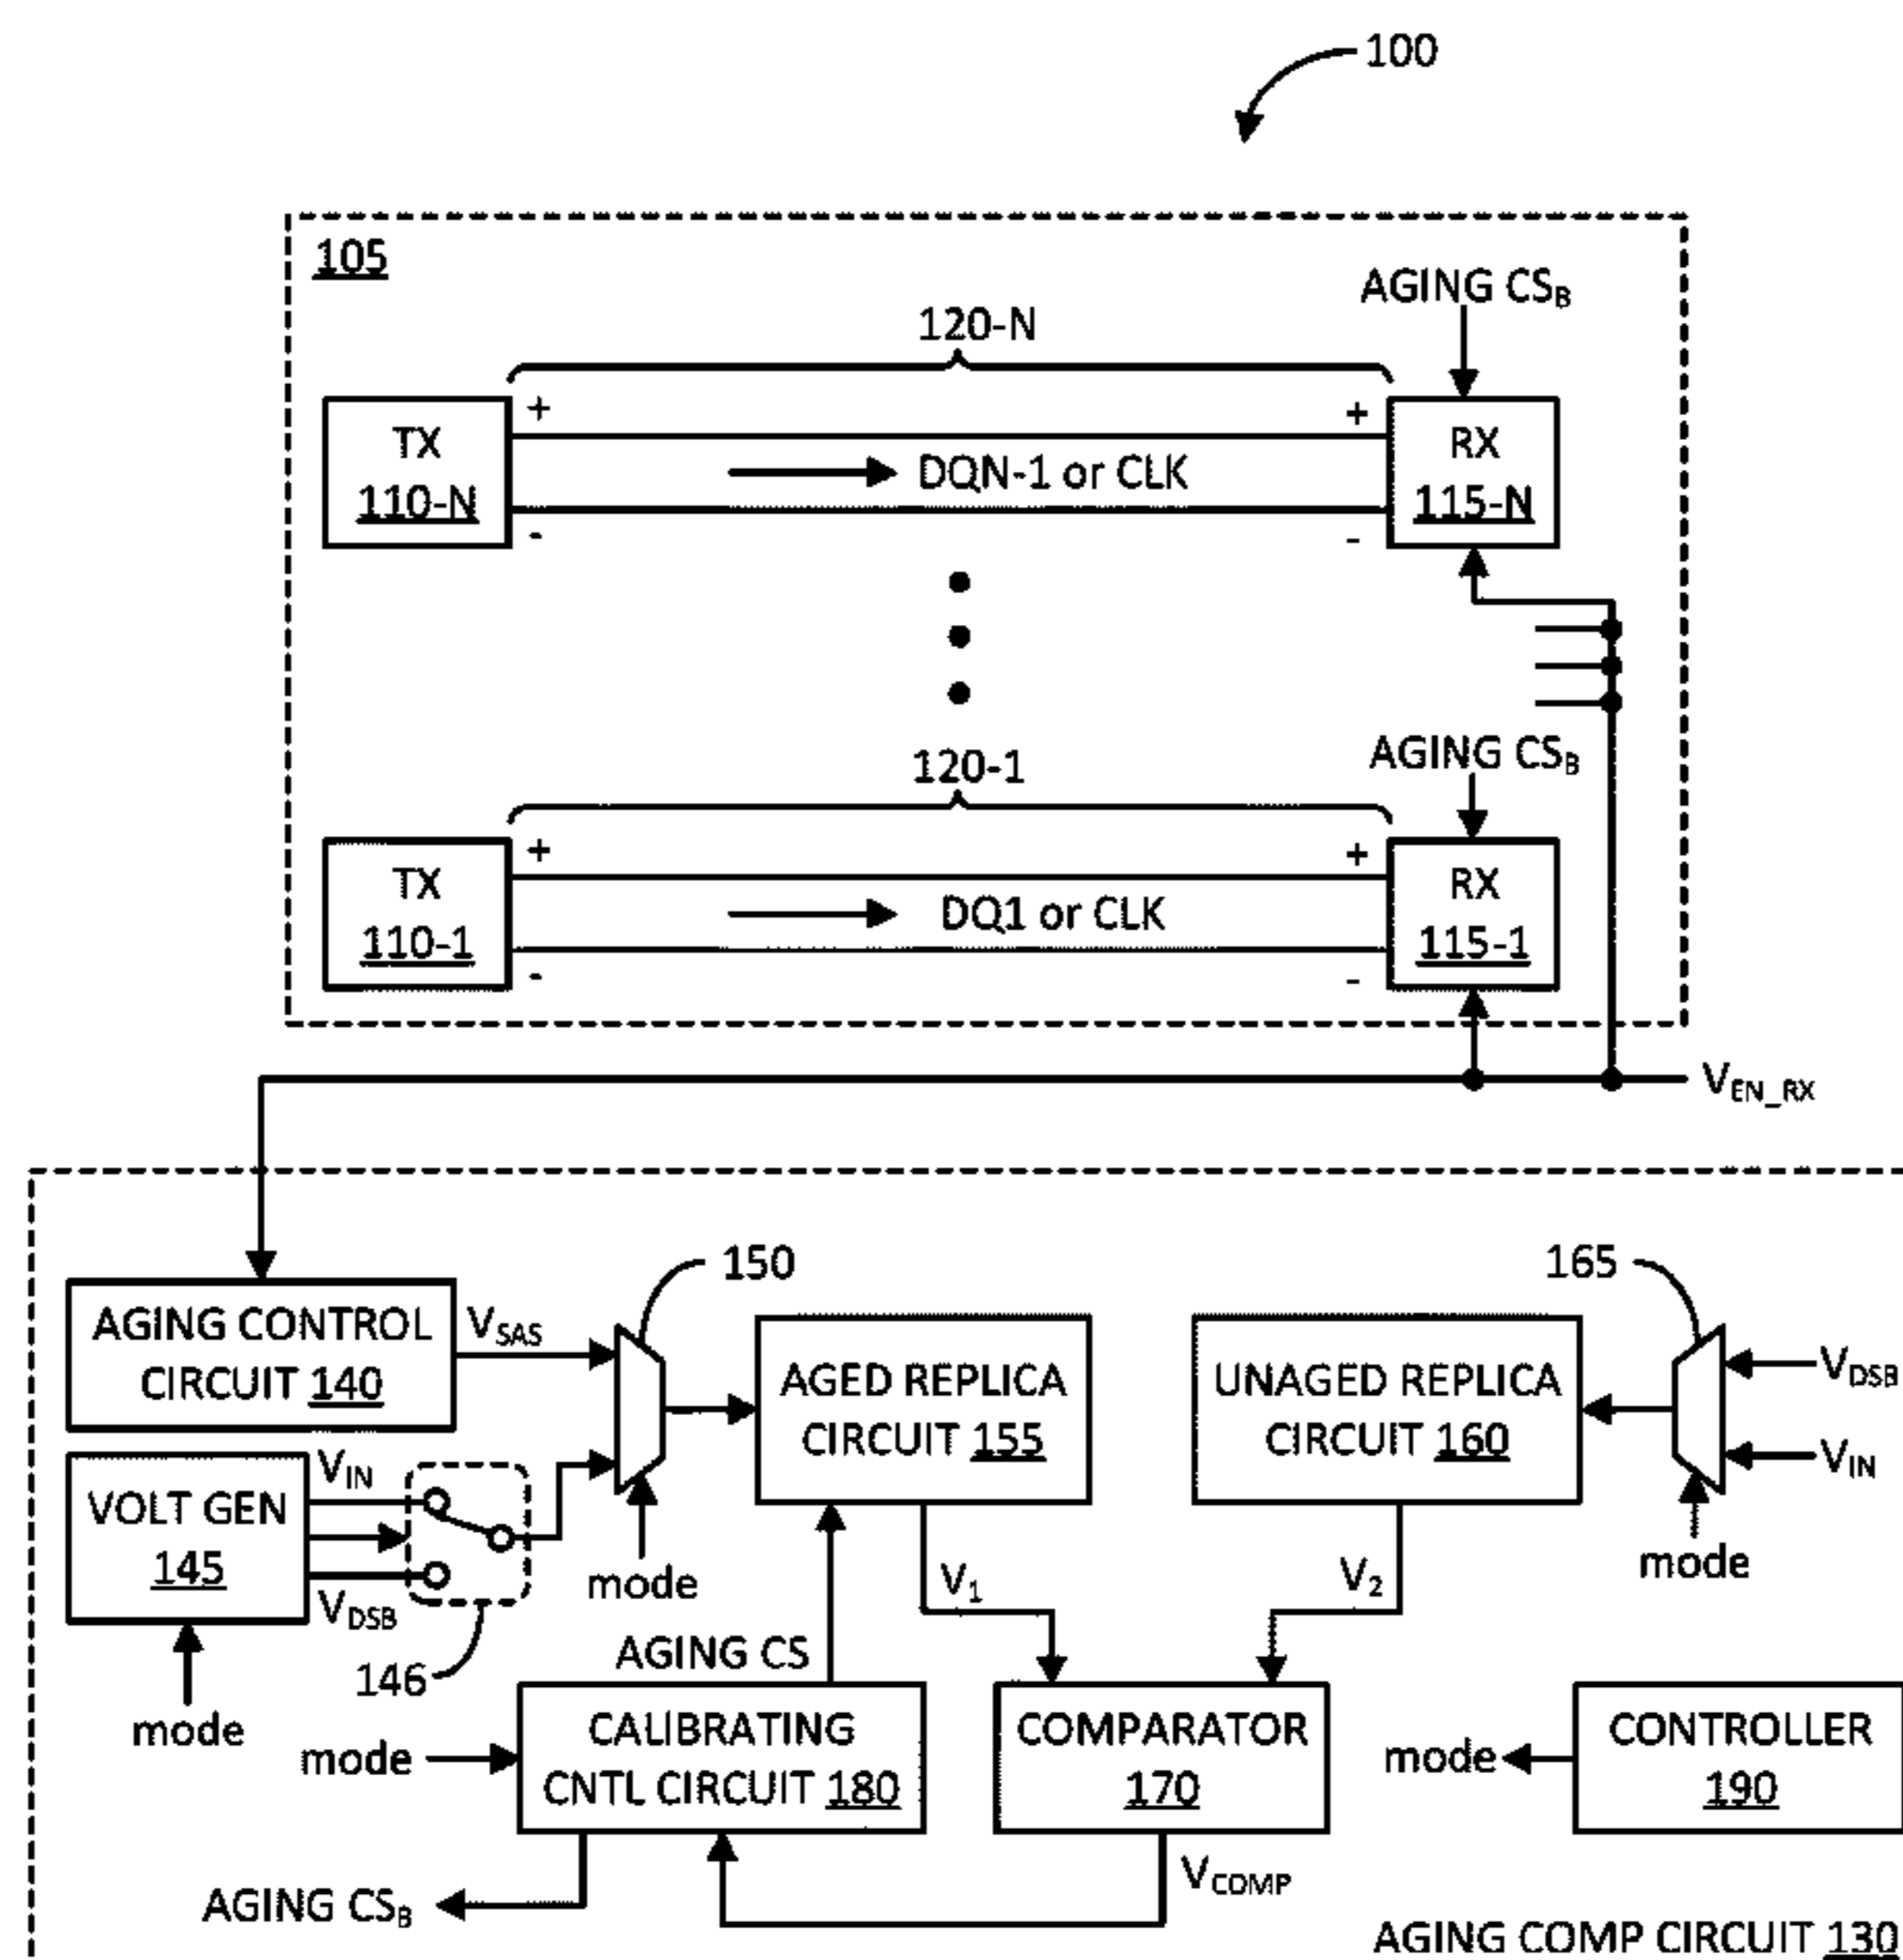 100
105
AGING CSB
120-N
+
+
TX
110-N
DQN-1 or CLK
RX
115-N
-
-
AGING CSB
120-1
+
+
TX
110-1
DQ1 or CLK
RX
115-1
-
-
VEN_RX
150
165
AGING CONTROL
CIRCUIT 140
VSAS
AGED REPLICA
CIRCUIT 155
UNAGED REPLICA
CIRCUIT 160
VDSB
VIN
VOLT GEN
145
VIN
VDSB
146
mode
mode
mode
V1
V2
AGING CS
mode
CALIBRATING
CNTL CIRCUIT 180
COMPARATOR
170
mode
CONTROLLER
190
AGING CSB
VCOMP
AGING COMP CIRCUIT 130